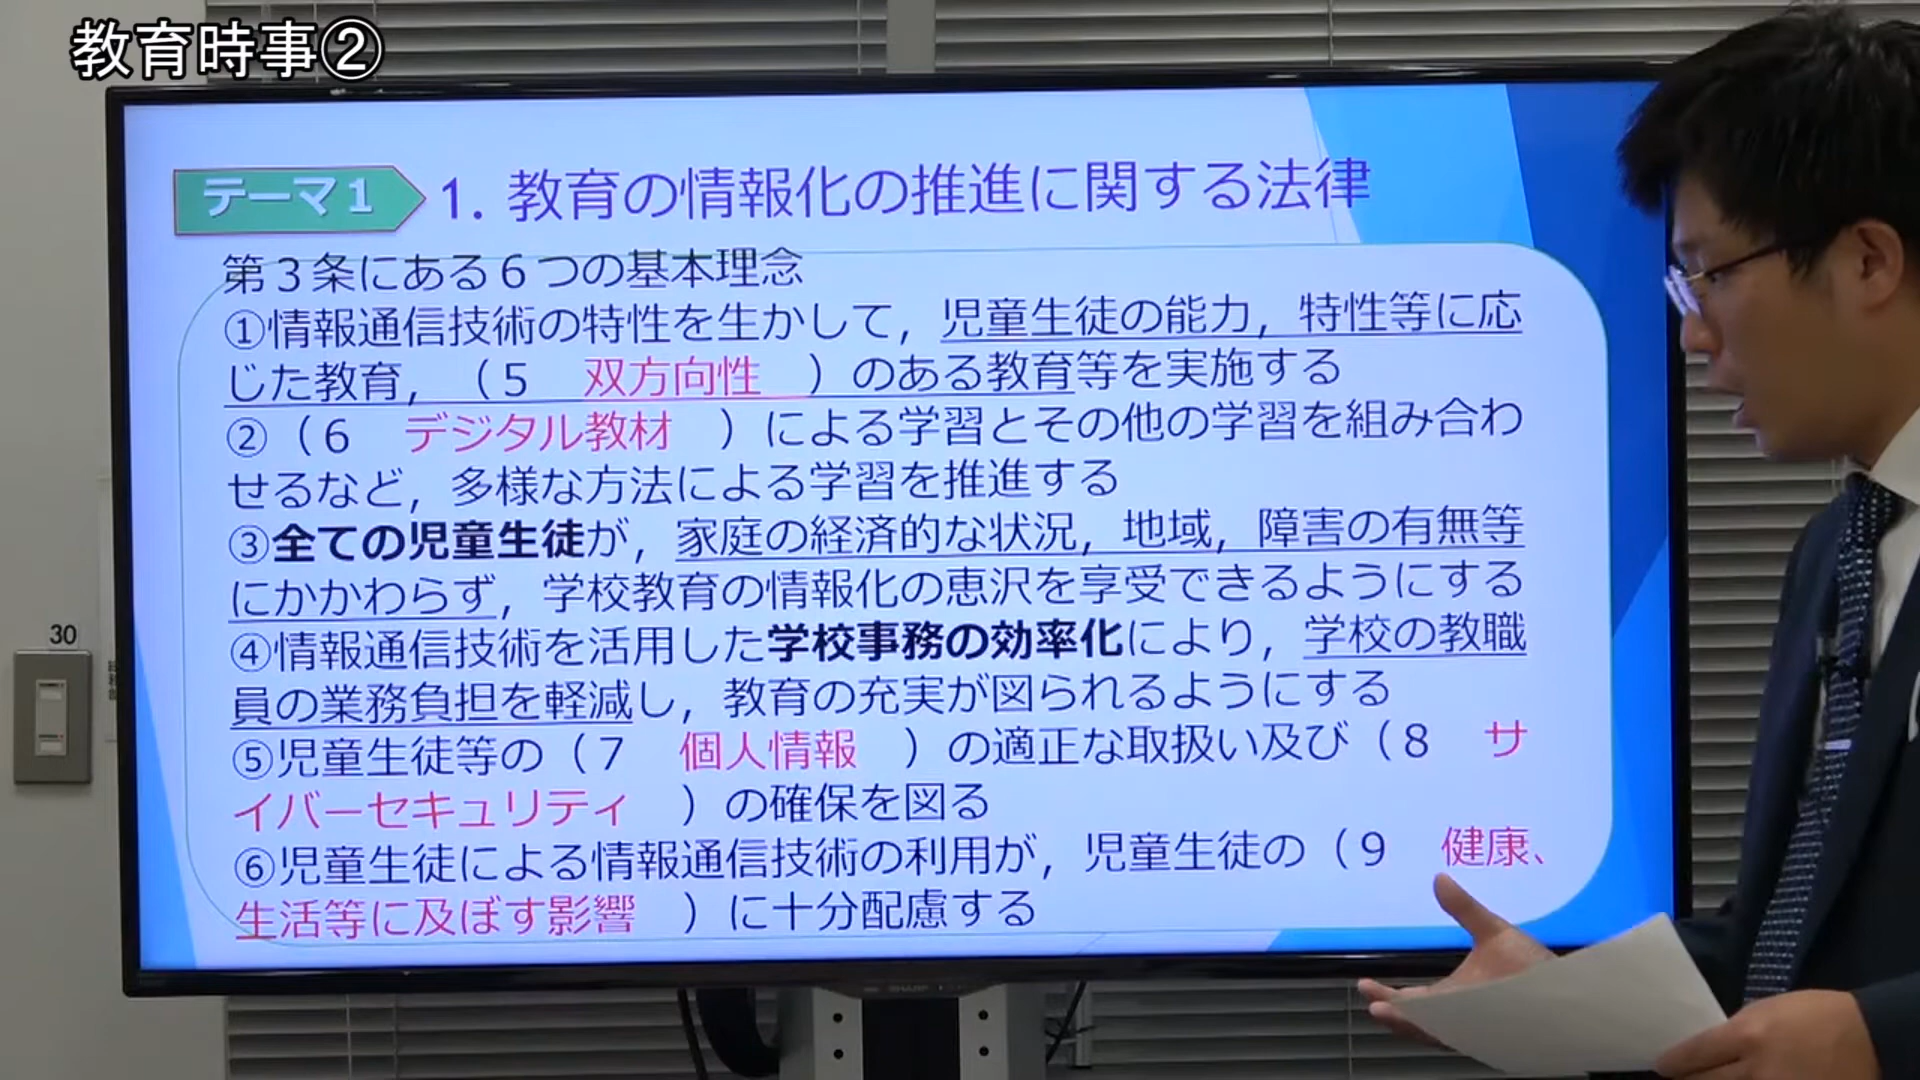 教育時事②
テーマ1
1. 教育の情報化の推進に関する法律
第３条にある６つの基本理念
①情報通信技術の特性を生かして，児童生徒の能力，特性等に応
じた教育，（５　双方向性　）のある教育等を実施する
②（６　デジタル教材　）による学習とその他の学習を組み合わ
せるなど，多様な方法による学習を推進する
③全ての児童生徒が，家庭の経済的な状況，地域，障害の有無等
にかかわらず，学校教育の情報化の恵沢を享受できるようにする
④情報通信技術を活用した学校事務の効率化により，学校の教職
員の業務負担を軽減し，教育の充実が図られるようにする
⑤児童生徒等の（７　個人情報　）の適正な取扱い及び（８　サ
イバーセキュリティ　）の確保を図る
⑥児童生徒による情報通信技術の利用が，児童生徒の（９　健康、
生活等に及ぼす影響　）に十分配慮する
30